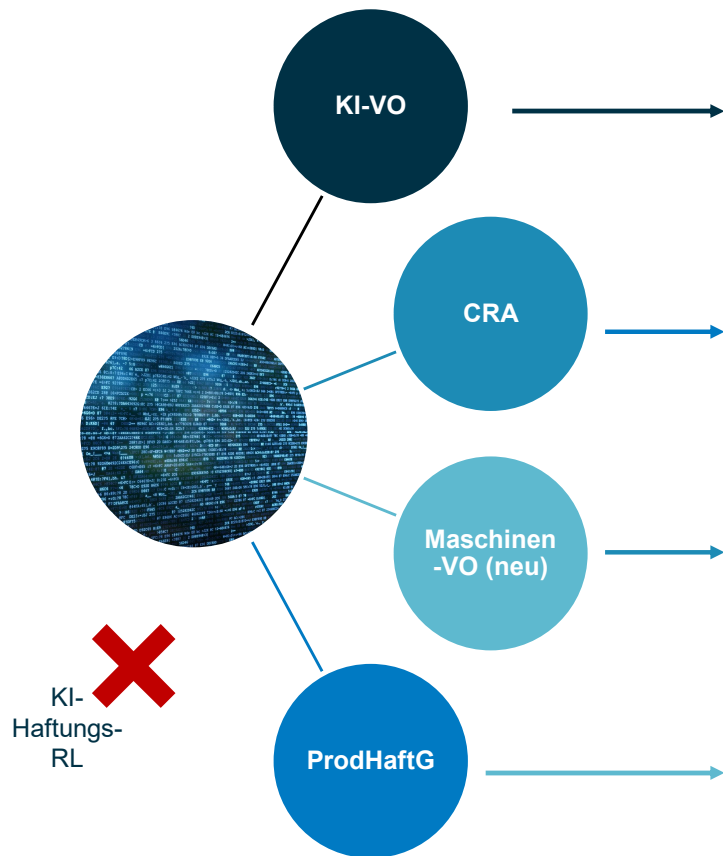 KI-VO
CRA
Maschinen
-VO (neu)
KI-
Haftungs-
RL
ProdHaftG